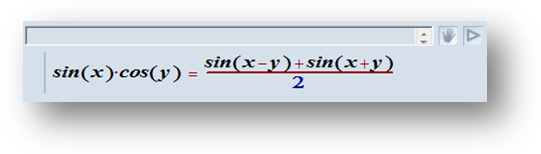 sin(x)·cos(y) = sin(x−y)+sin(x+y)
2